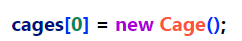 cages[0] = new Cage();